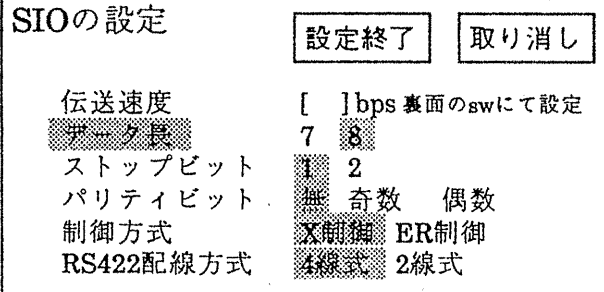 SIOの設定
設定終了 取り消し
伝送速度 [ ]bps 裏面のswにて設定
データ長 7 8
ストップビット 1 2
パリティビット 無 奇数 偶数
制御方式 X制御 ER制御
RS422配線方式 4線式 2線式